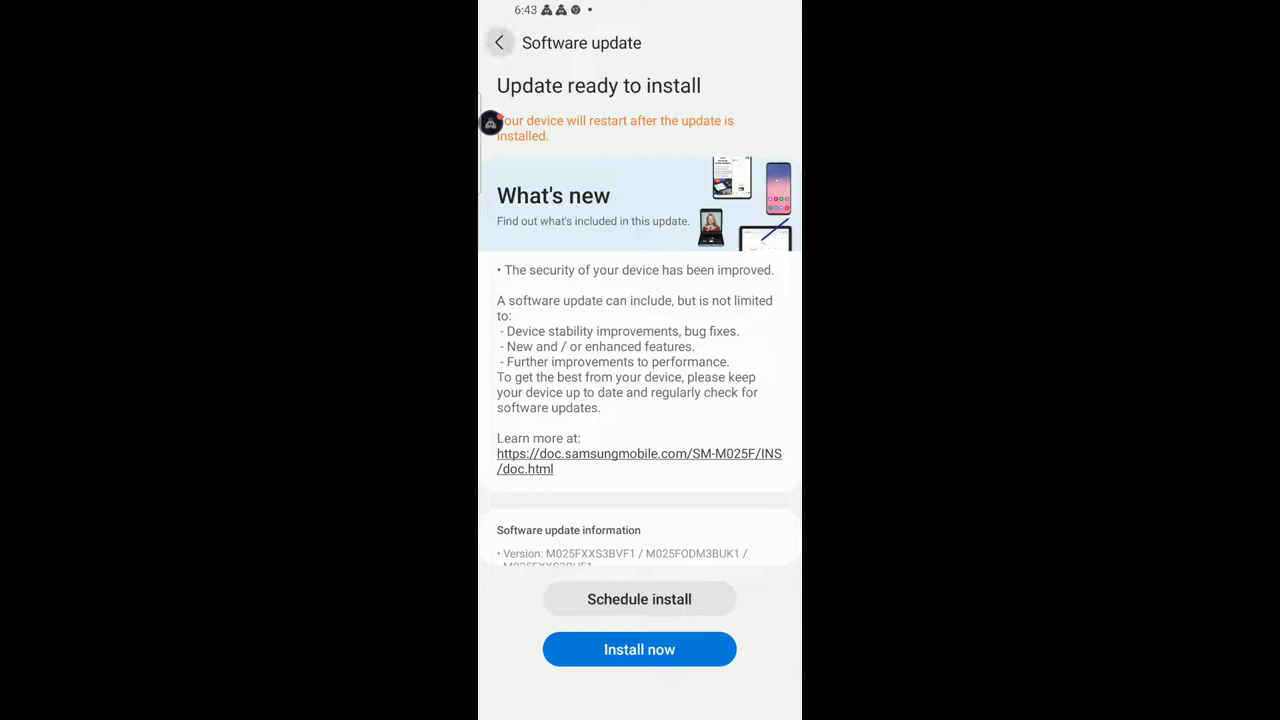 6:43
Software update
Update ready to install
our device will restart after the update is
installed.
What's new
Find out what's included in this update.
• The security of your device has been improved.
A software update can include, but is not limited
to:
- Device stability improvements, bug fixes.
- New and / or enhanced features.
- Further improvements to performance.
To get the best from your device, please keep
your device up to date and regularly check for
software updates.
Learn more at:
https://doc.samsungmobile.com/SM-M025F/INS
/doc.html
Software update information
• Version: M025FXXS3BVF1 / M025FODM3BUK1 /
Schedule install
Install now